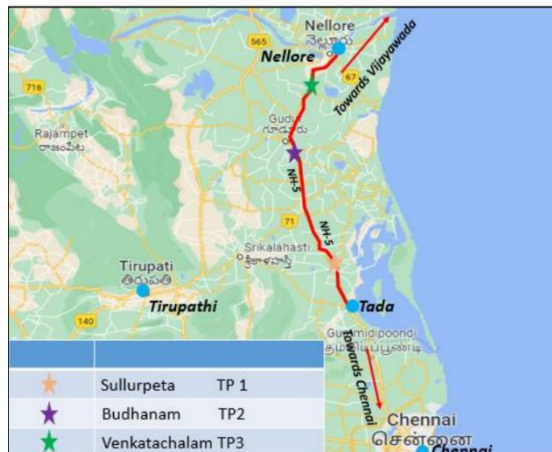 Nellore
నెల్లూరు
Nellore
565
67
Towards Vijayawada
716
Gudur
గూడూరు
Rajampet
రాజంపేట
NH-5
71
NH-5
Srikalahasti
శ్రీకాళహస్తి
Tirupati
తిరుపతి
Tirupathi
Tada
140
Gummidipoondi
கும்மிடிப்பூண்டி
Towards Chennai
Sullurpeta TP 1
Budhanam TP2
Venkatachalam TP3
Chennai
சென்னை
Chennai